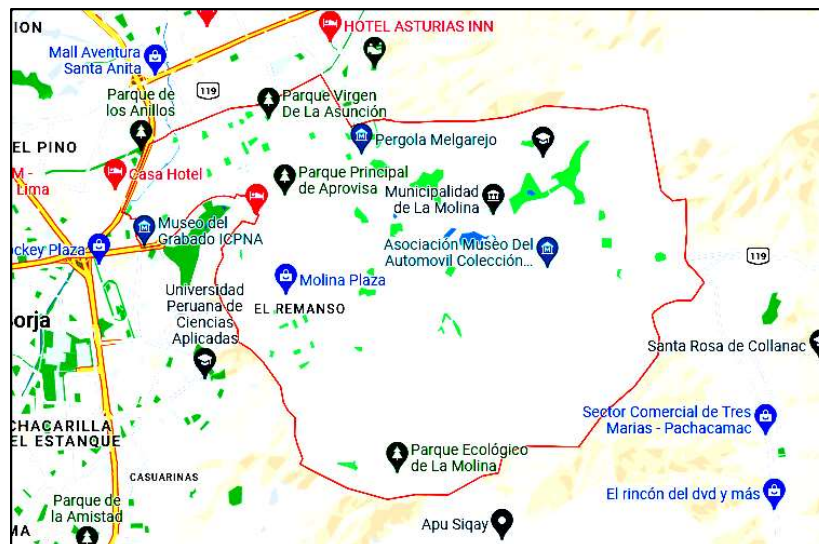 ION
HOTEL ASTURIAS INN
Mall Aventura
Santa Anita
119
Parque de
los Anillos
Parque Virgen
De La Asunción
EL PINO
Pergola Melgarejo
M -
Lima
Casa Hotel
Parque Principal
de Aprovisa
Municipalidad
de La Molina
Museo del
Grabado ICPNA
ockey Plaza
Asociación Museo Del
Automovil Colección...
119
Molina Plaza
Universidad
Peruana de
Ciencias
Aplicadas
EL REMANSO
Borja
Santa Rosa de Collanac
CHACARILLA
EL ESTANQUE
Sector Comercial de Tres
Marias - Pachacamac
Parque Ecológico
de La Molina
CASUARINAS
El rincón del dvd y más
Parque de
la Amistad
Apu Siqay
MA